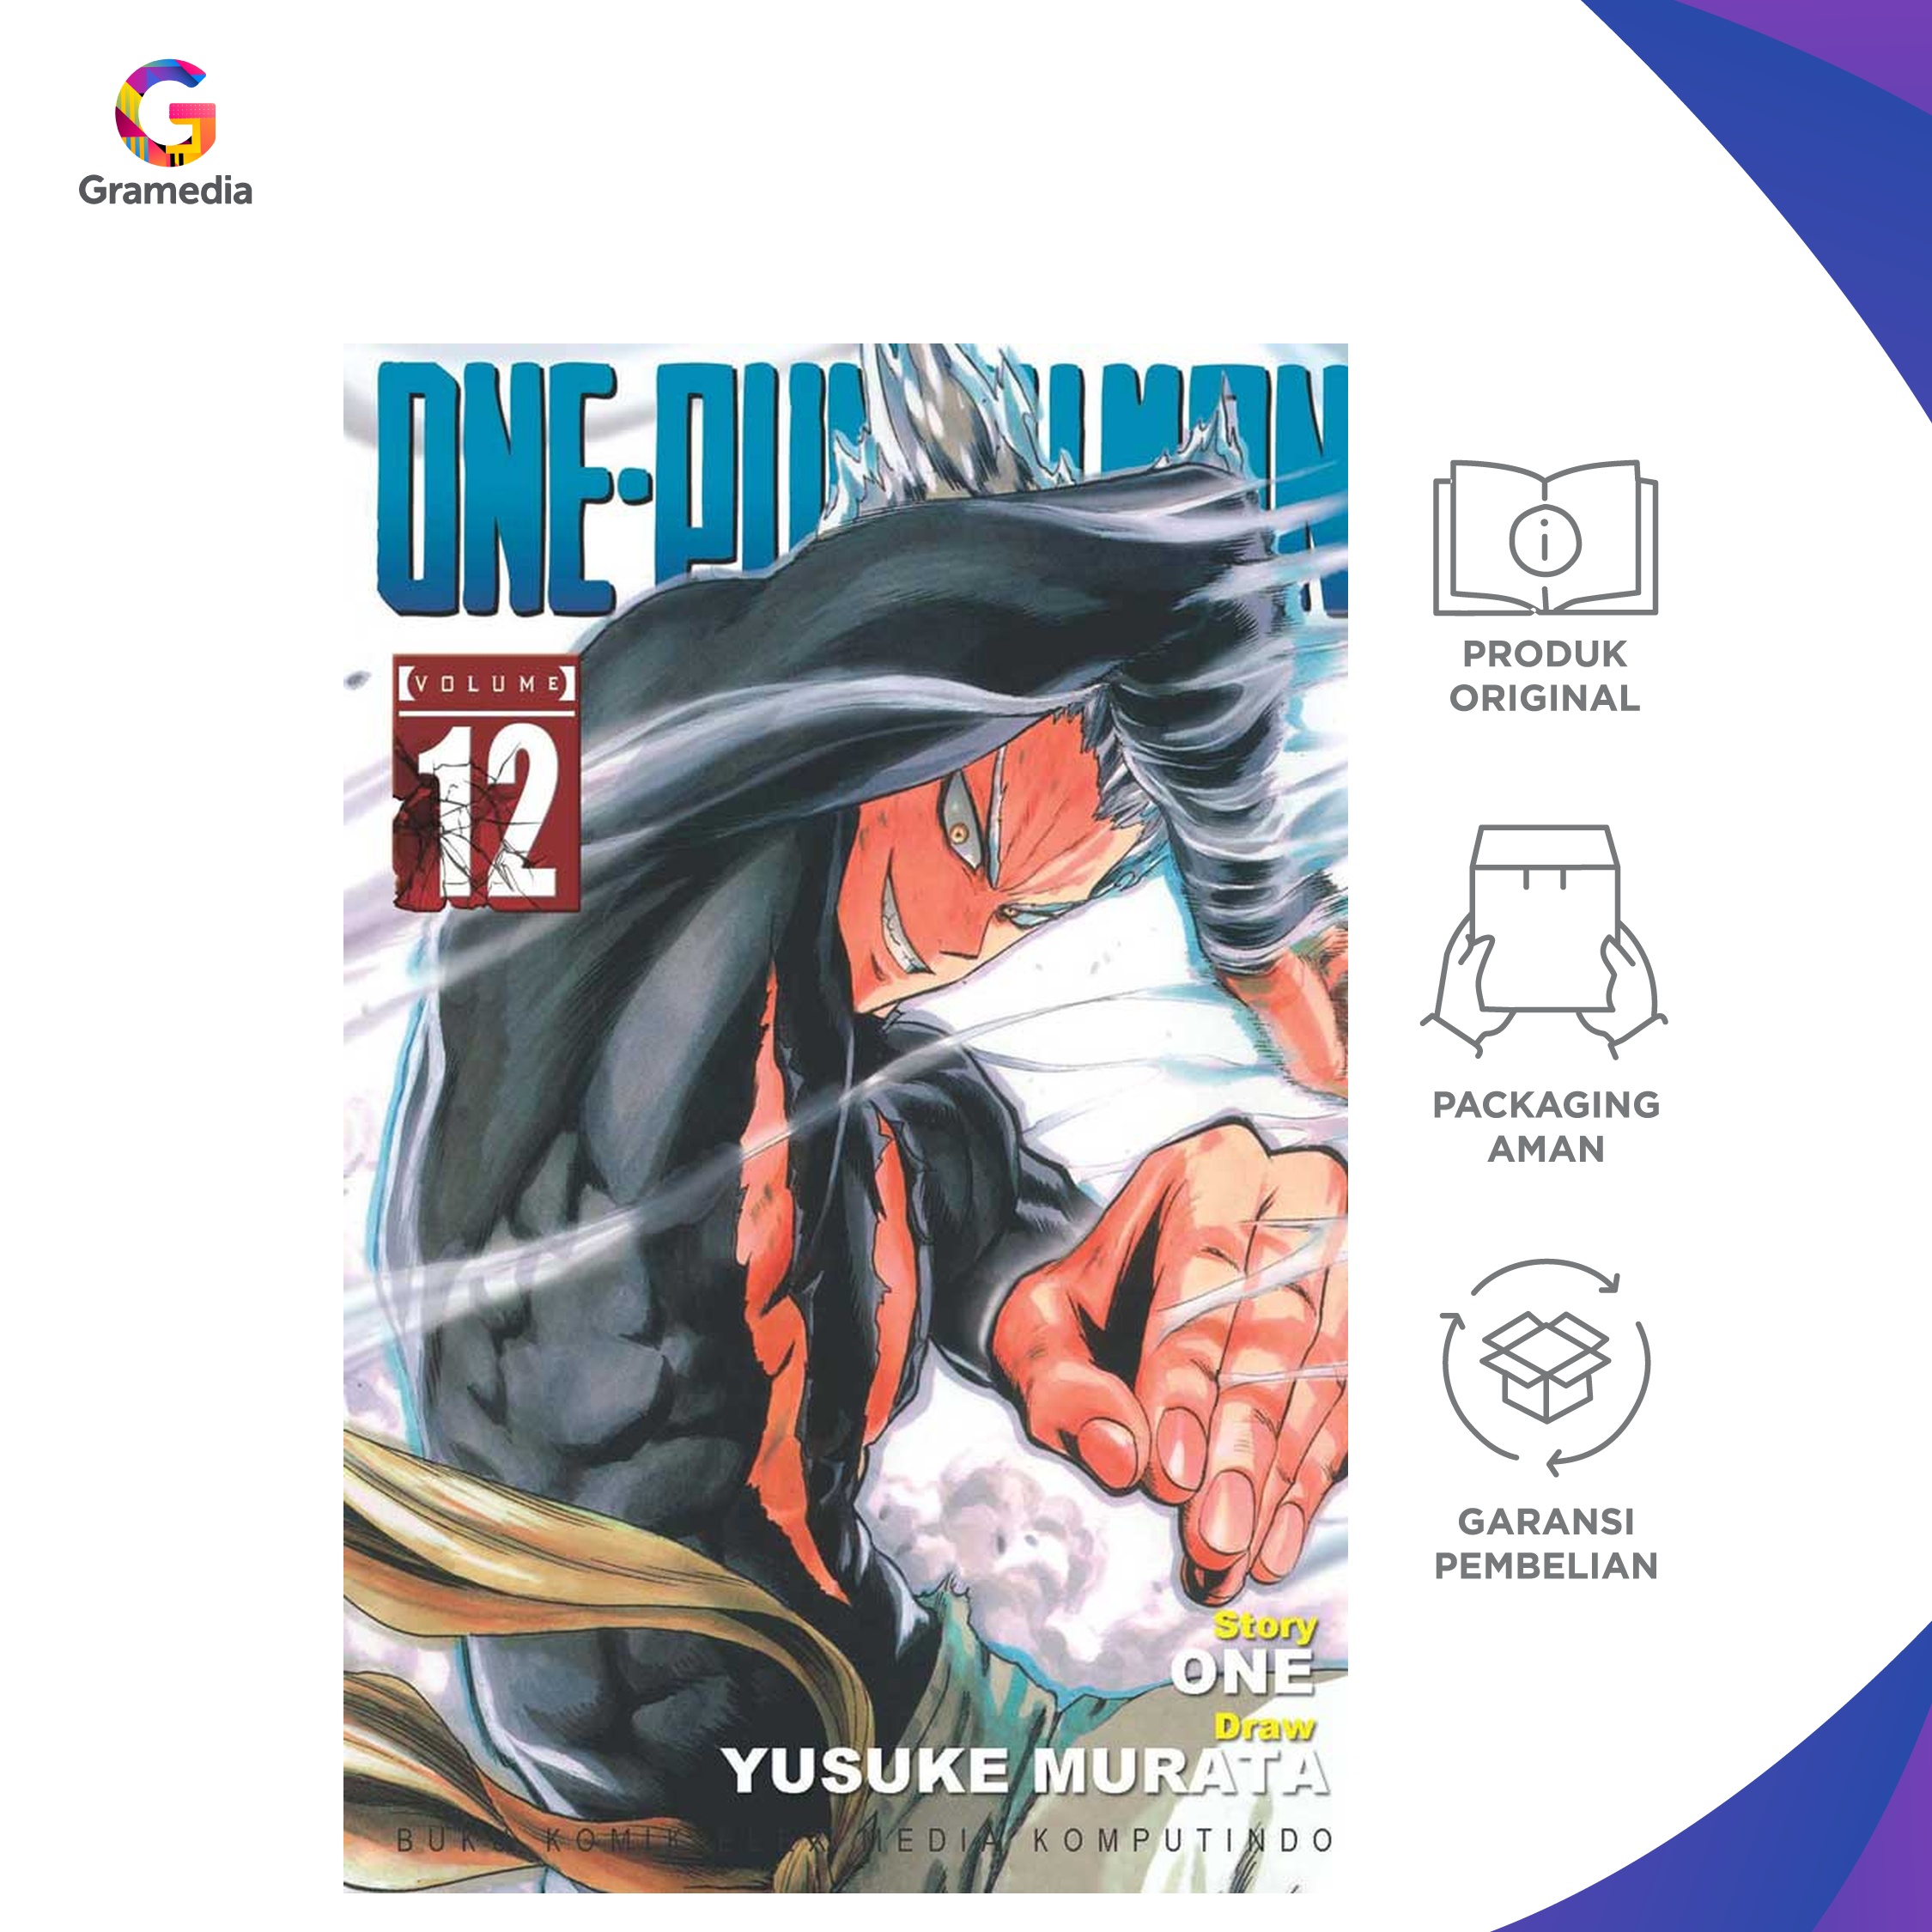 Gramedia
ONE-PUNCH MAN
VOLUME
12
Story
ONE
Draw
YUSUKE MURATA
BUKU KOMIK ELEX MEDIA KOMPUTINDO
PRODUK
ORIGINAL
PACKAGING
AMAN
GARANSI
PEMBELIAN